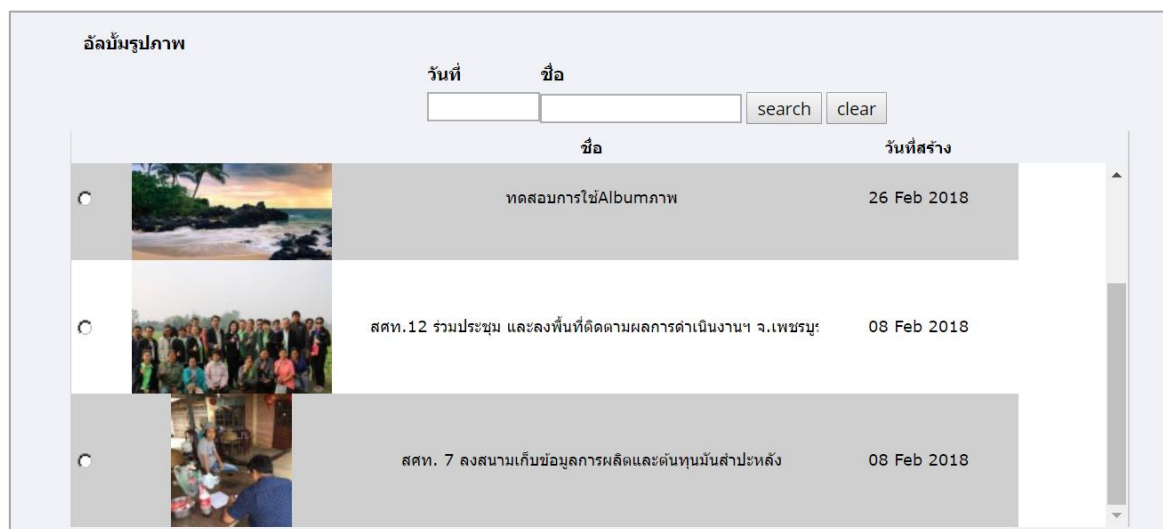 อัลบั้มรูปภาพ
วันที่ ชื่อ
search clear
ชื่อ วันที่สร้าง
ทดสอบการใช้Albumภาพ 26 Feb 2018
สศท.12 ร่วมประชุม และลงพื้นที่ติดตามผลการดำเนินงานฯ จ.เพชรบูร 08 Feb 2018
สศท. 7 ลงสนามเก็บข้อมูลการผลิตและต้นทุนมันสำปะหลัง 08 Feb 2018